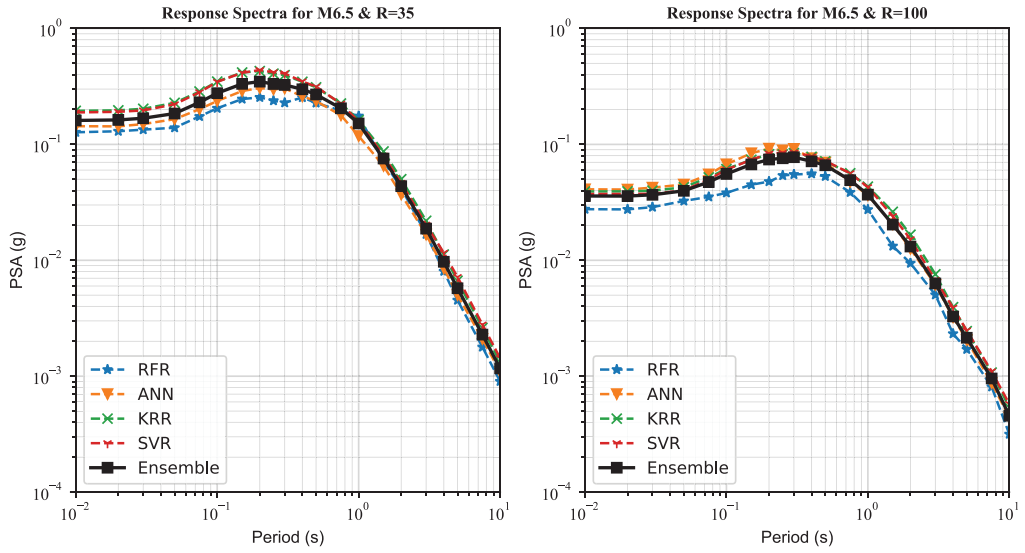 Response Spectra for M6.5 & R=35
PSA (g)
10^0
10^-1
10^-2
10^-3
10^-4
RFR
ANN
KRR
SVR
Ensemble
10^-2
10^-1
10^0
10^1
Period (s)
Response Spectra for M6.5 & R=100
PSA (g)
10^0
10^-1
10^-2
10^-3
10^-4
RFR
ANN
KRR
SVR
Ensemble
10^-2
10^-1
10^0
10^1
Period (s)